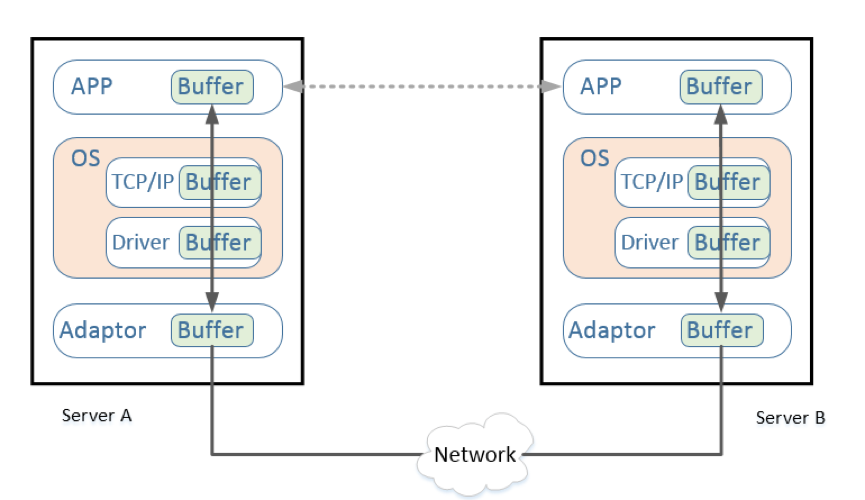 APP Buffer
OS
TCP/IP Buffer
Driver Buffer
Adaptor Buffer
Server A
APP Buffer
OS
TCP/IP Buffer
Driver Buffer
Adaptor Buffer
Server B
Network